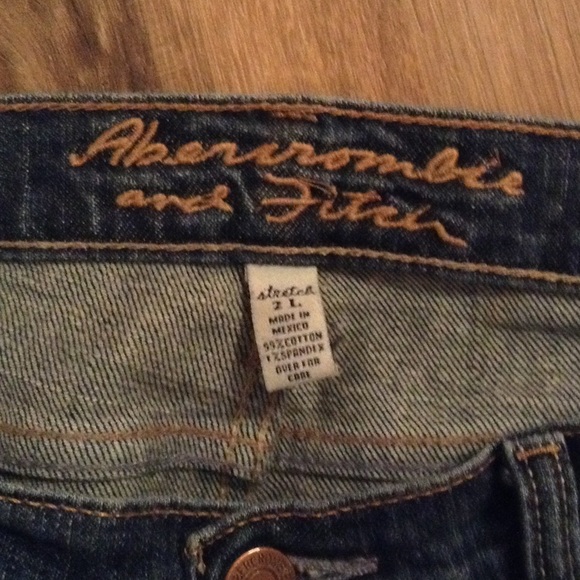 Abercrombie
and Fitch
stretch
2 L
MADE IN
MEXICO
99% COTTON
1% SPANDEX
OVER FOR
CARE